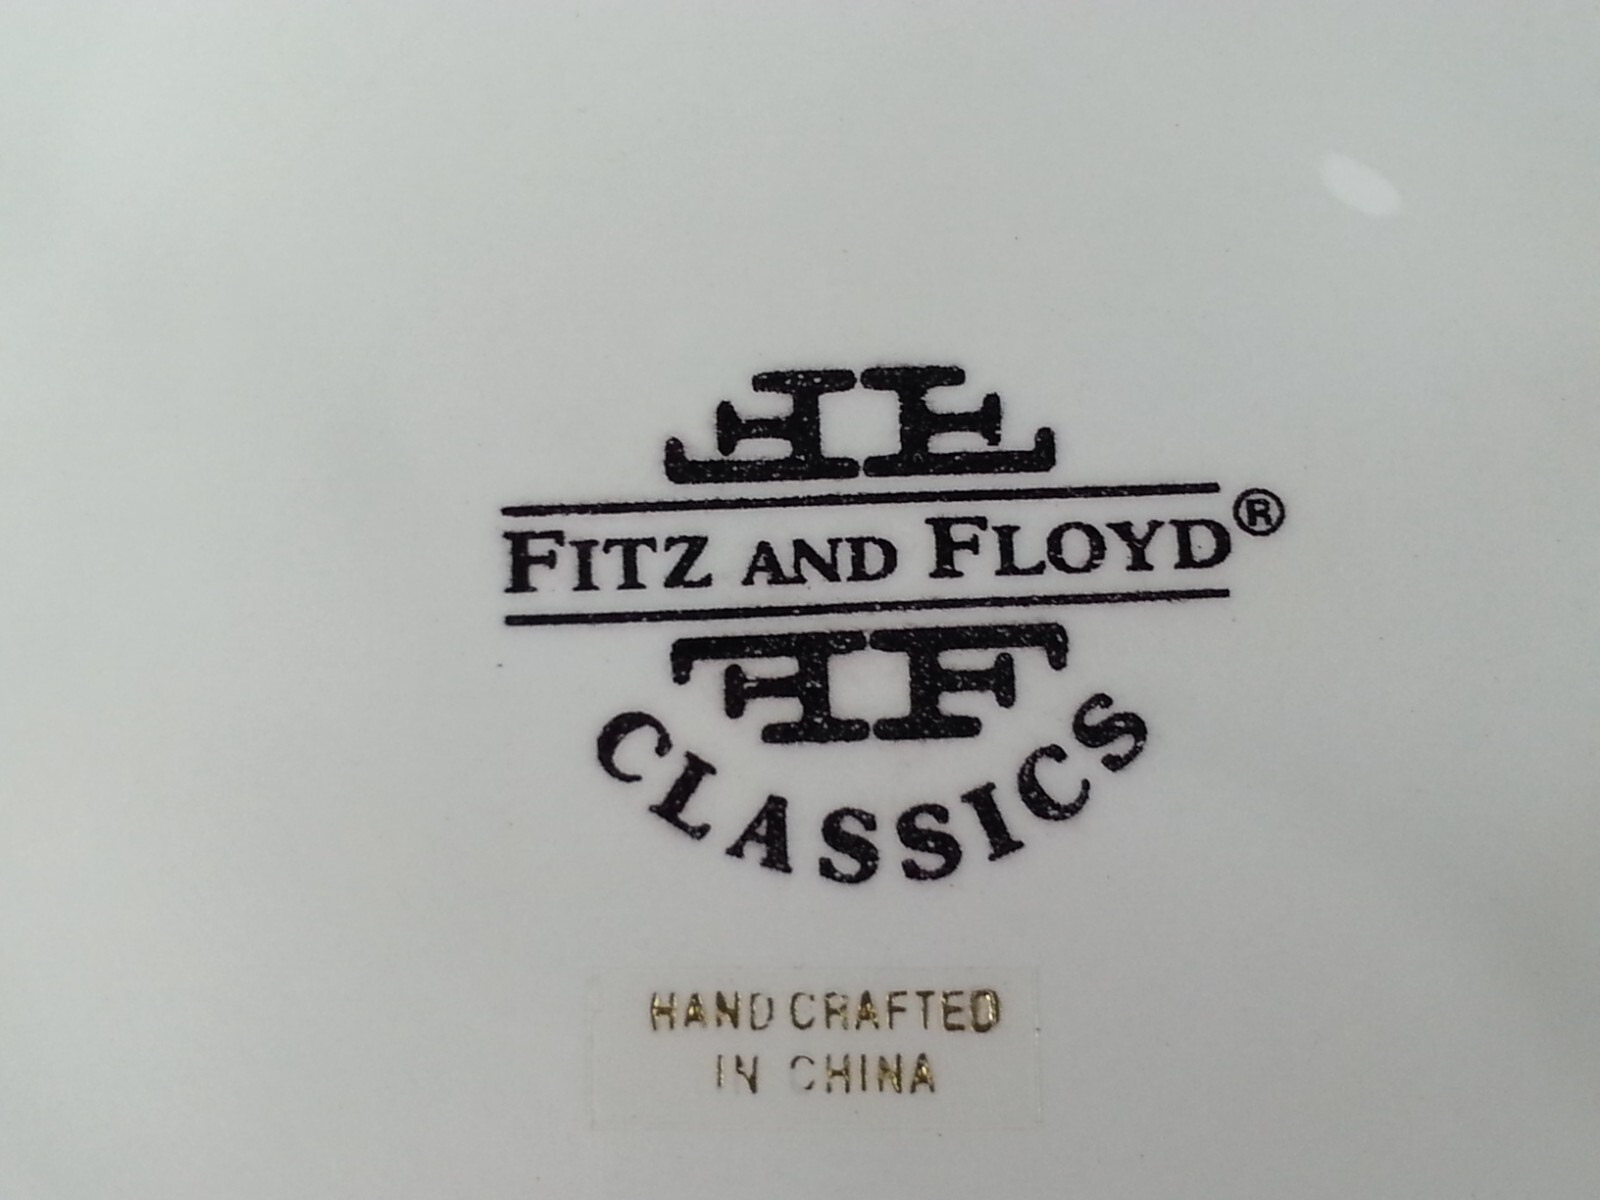 FF
FITZ AND FLOYD®
FF
CLASSICS
HANDCRAFTED
IN CHINA